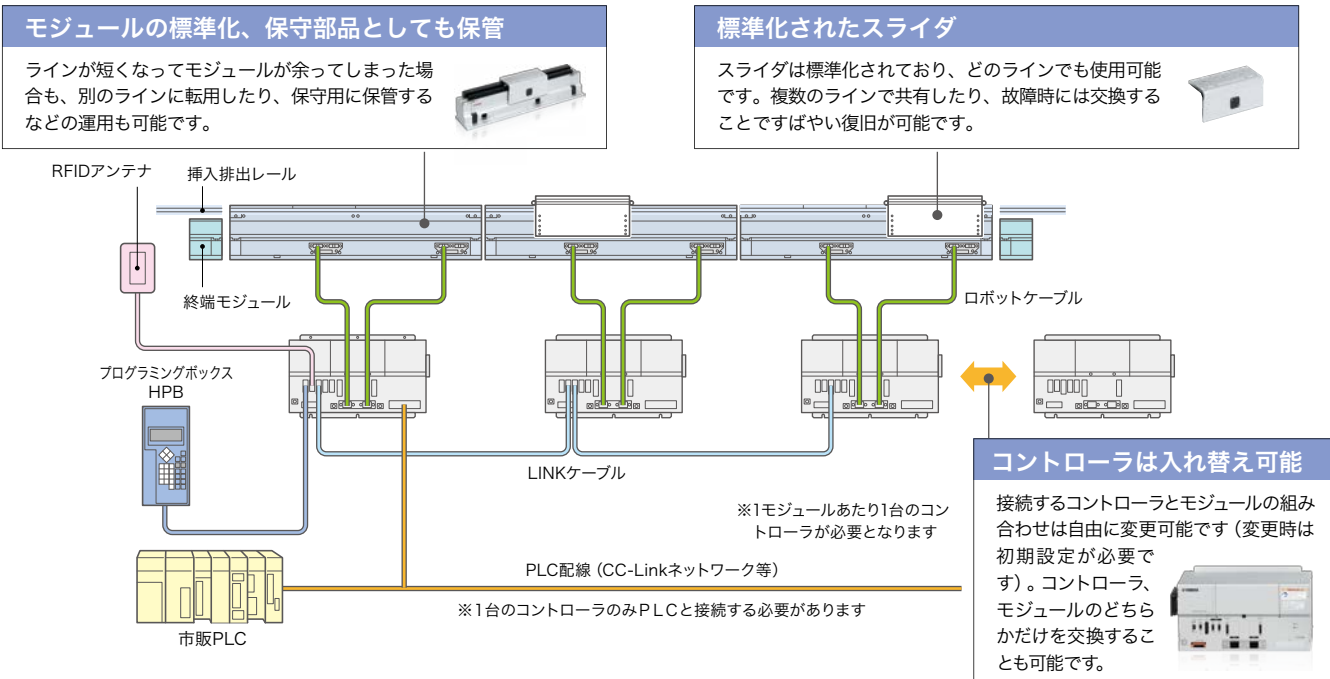 モジュールの標準化、保守部品としても保管
ラインが短くなってモジュールが余ってしまった場
合も、別のラインに転用したり、保守用に保管する
などの運用も可能です。
標準化されたスライダ
スライダは標準化されており、どのラインでも使用可能
です。複数のラインで共有したり、故障時には交換する
ことですばやい復旧が可能です。
RFIDアンテナ
挿入排出レール
終端モジュール
ロボットケーブル
プログラミングボックス
HPB
LINKケーブル
※1モジュールあたり1台のコン
トローラが必要となります
PLC配線（CC-Linkネットワーク等）
※1台のコントローラのみPLCと接続する必要があります
市販PLC
コントローラは入れ替え可能
接続するコントローラとモジュールの組み
合わせは自由に変更可能です（変更時は
初期設定が必要で
す）。コントローラ、
モジュールのどちら
かだけを交換するこ
とも可能です。